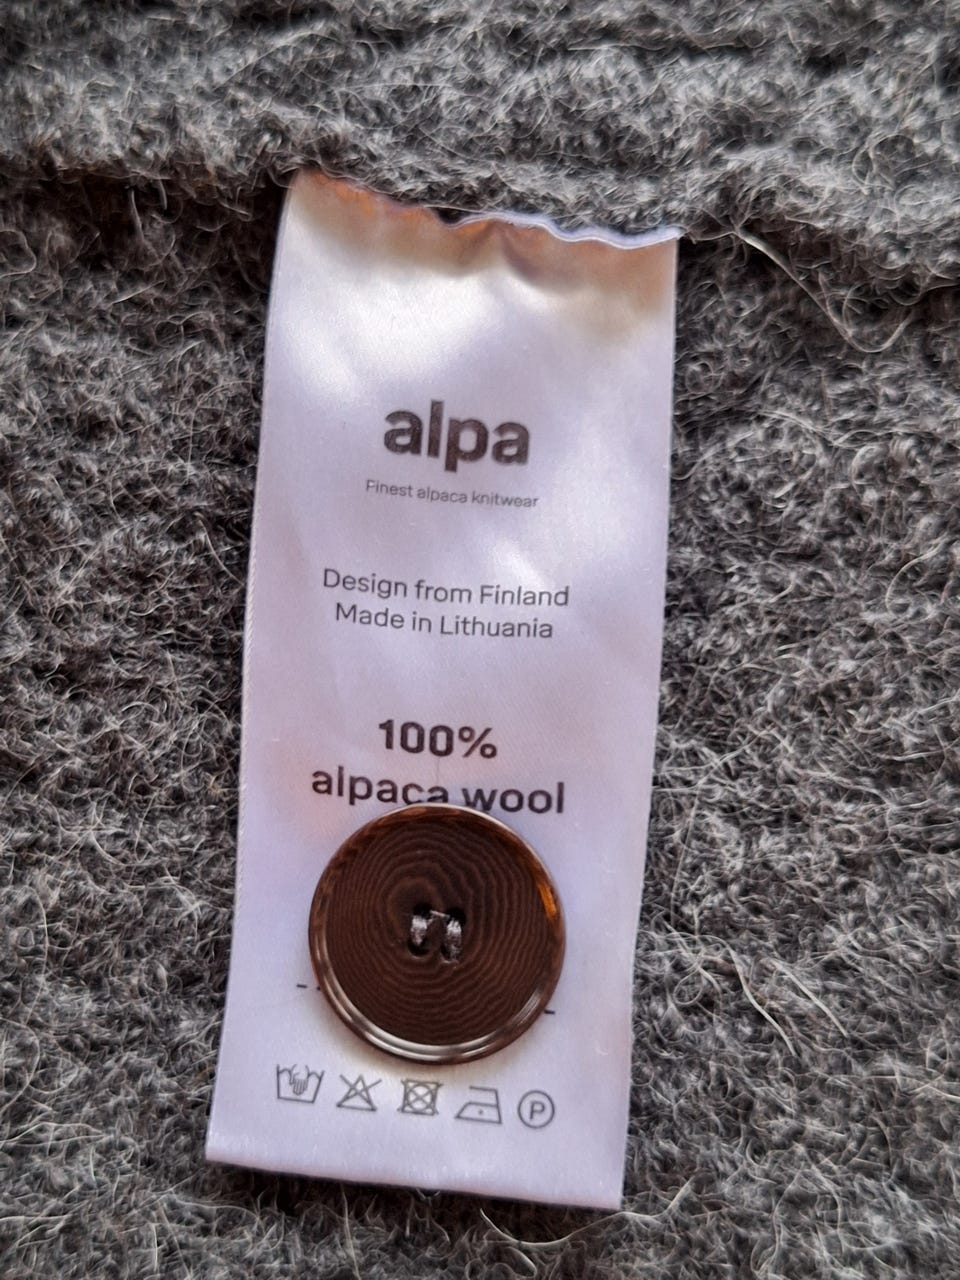 alpa
Finest alpaca knitwear
Design from Finland
Made in Lithuania
100%
alpaca wool
P